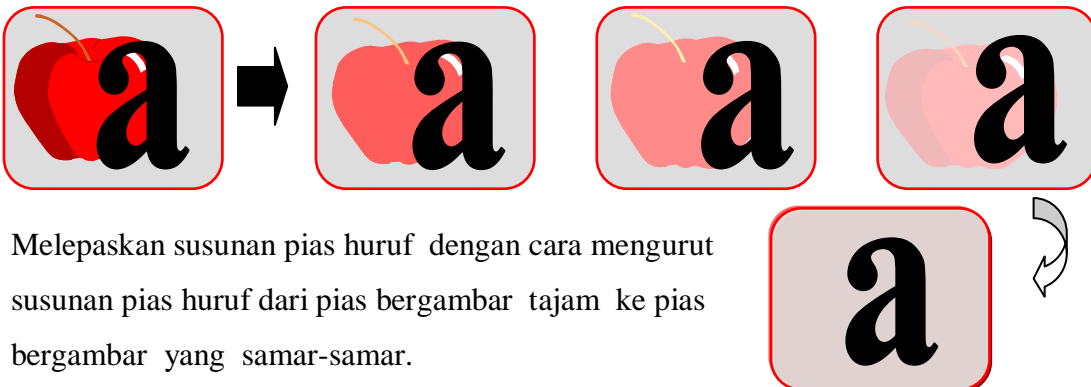 a a a a
Melepaskan susunan pias huruf dengan cara mengurut
susunan pias huruf dari pias bergambar tajam ke pias
bergambar yang samar-samar.
a